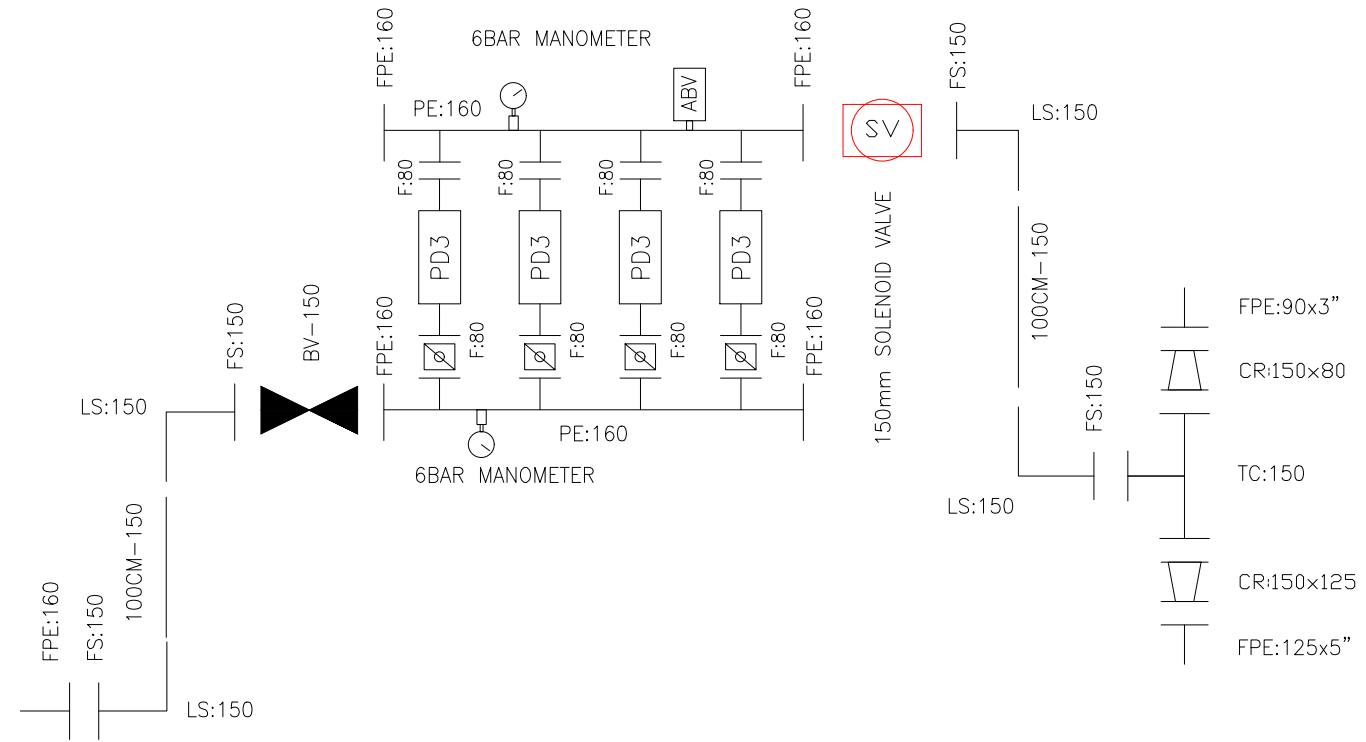 6BAR MANOMETER
FPE:160
PE:160
ABV
FPE:160
SV
FS:150
LS:150
F:80
F:80
F:80
F:80
PD3
PD3
PD3
PD3
150mm SOLENOID VALVE
100CM-150
FS:150
BV-150
FPE:160
F:80
F:80
F:80
F:80
FPE:160
FPE:90x3"
CR:150x80
LS:150
PE:160
6BAR MANOMETER
FS:150
LS:150
TC:150
100CM-150
CR:150x125
FPE:160
FS:150
FPE:125x5"
LS:150